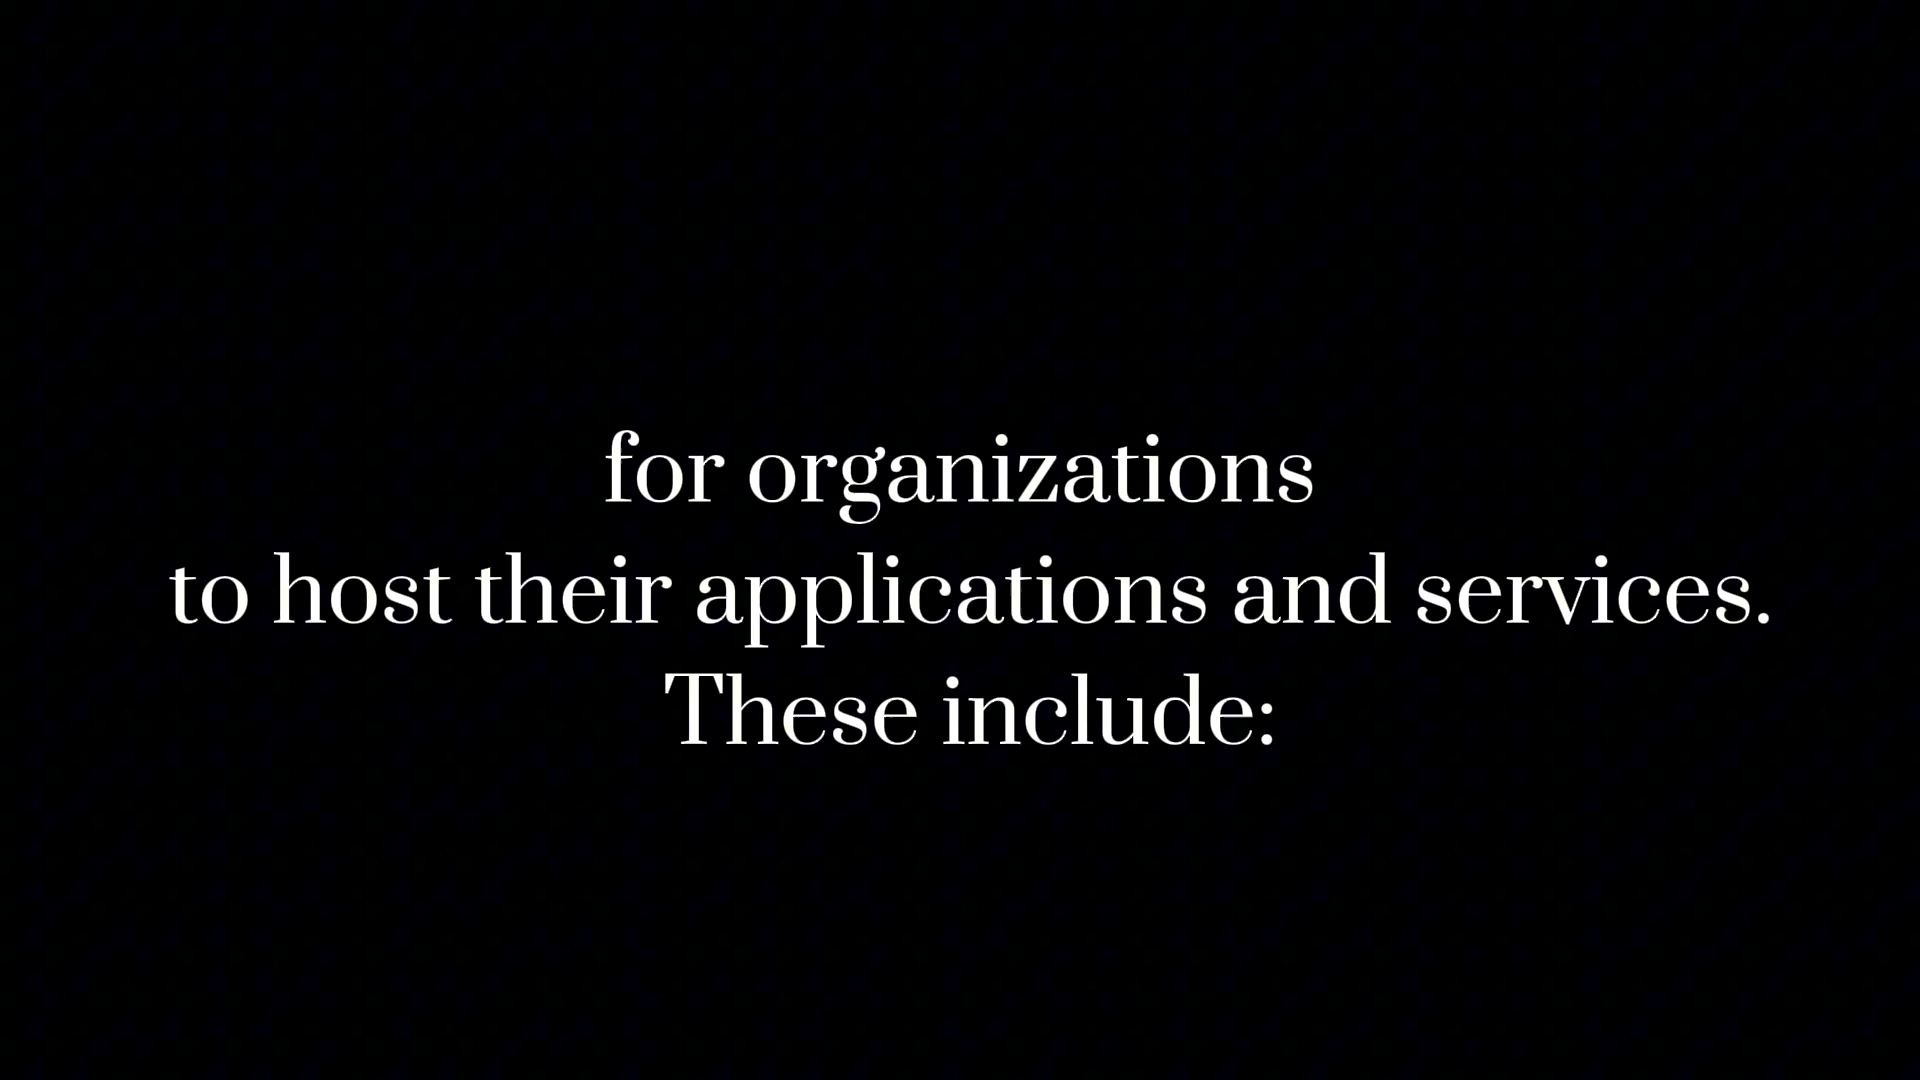 for organizations
to host their applications and services.
These include: